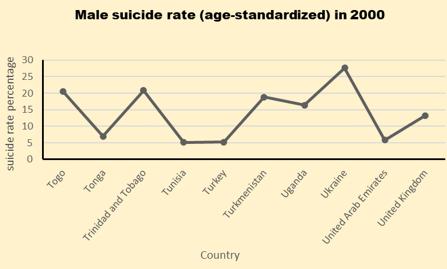 Male suicide rate (age-standardized) in 2000
suicide rate percentage
30
25
20
15
10
5
0
Togo
Tonga
Trinidad and Tobago
Tunisia
Turkey
Turkmenistan
Uganda
Ukraine
United Arab Emirates
United Kingdom
Country